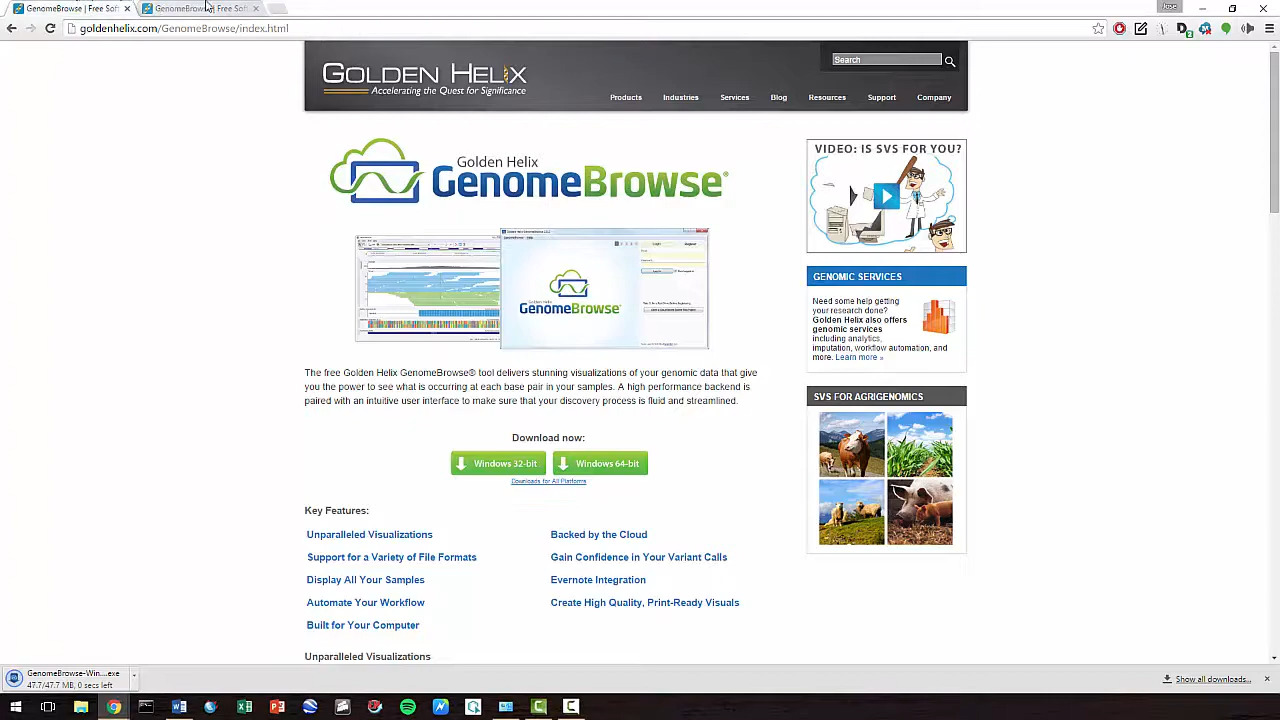 GenomeBrowse | Free Soft
GenomeBrowse | Free Soft
Jose
goldenhelix.com/GenomeBrowse/index.html
GOLDEN HELIX
Accelerating the Quest for Significance
Search
Products Industries Services Blog Resources Support Company
Golden Helix
GenomeBrowse®
VIDEO: IS SVS FOR YOU?
Golden Helix
GenomeBrowse
GENOMIC SERVICES
Need some help getting
your research done?
Golden Helix also offers
genomic services
including analytics,
imputation, workflow automation, and
more. Learn more »
The free Golden Helix GenomeBrowse® tool delivers stunning visualizations of your genomic data that give
you the power to see what is occurring at each base pair in your samples. A high performance backend is
paired with an intuitive user interface to make sure that your discovery process is fluid and streamlined.
SVS FOR AGRIGENOMICS
Download now:
Windows 32-bit Windows 64-bit
Downloads for All Platforms
Key Features:
Unparalleled Visualizations
Backed by the Cloud
Support for a Variety of File Formats
Gain Confidence in Your Variant Calls
Display All Your Samples
Evernote Integration
Automate Your Workflow
Create High Quality, Print-Ready Visuals
Built for Your Computer
Unparalleled Visualizations
GenomeBrowse-Win....exe
47.7/47.7 MB, 0 secs left
Show all downloads...